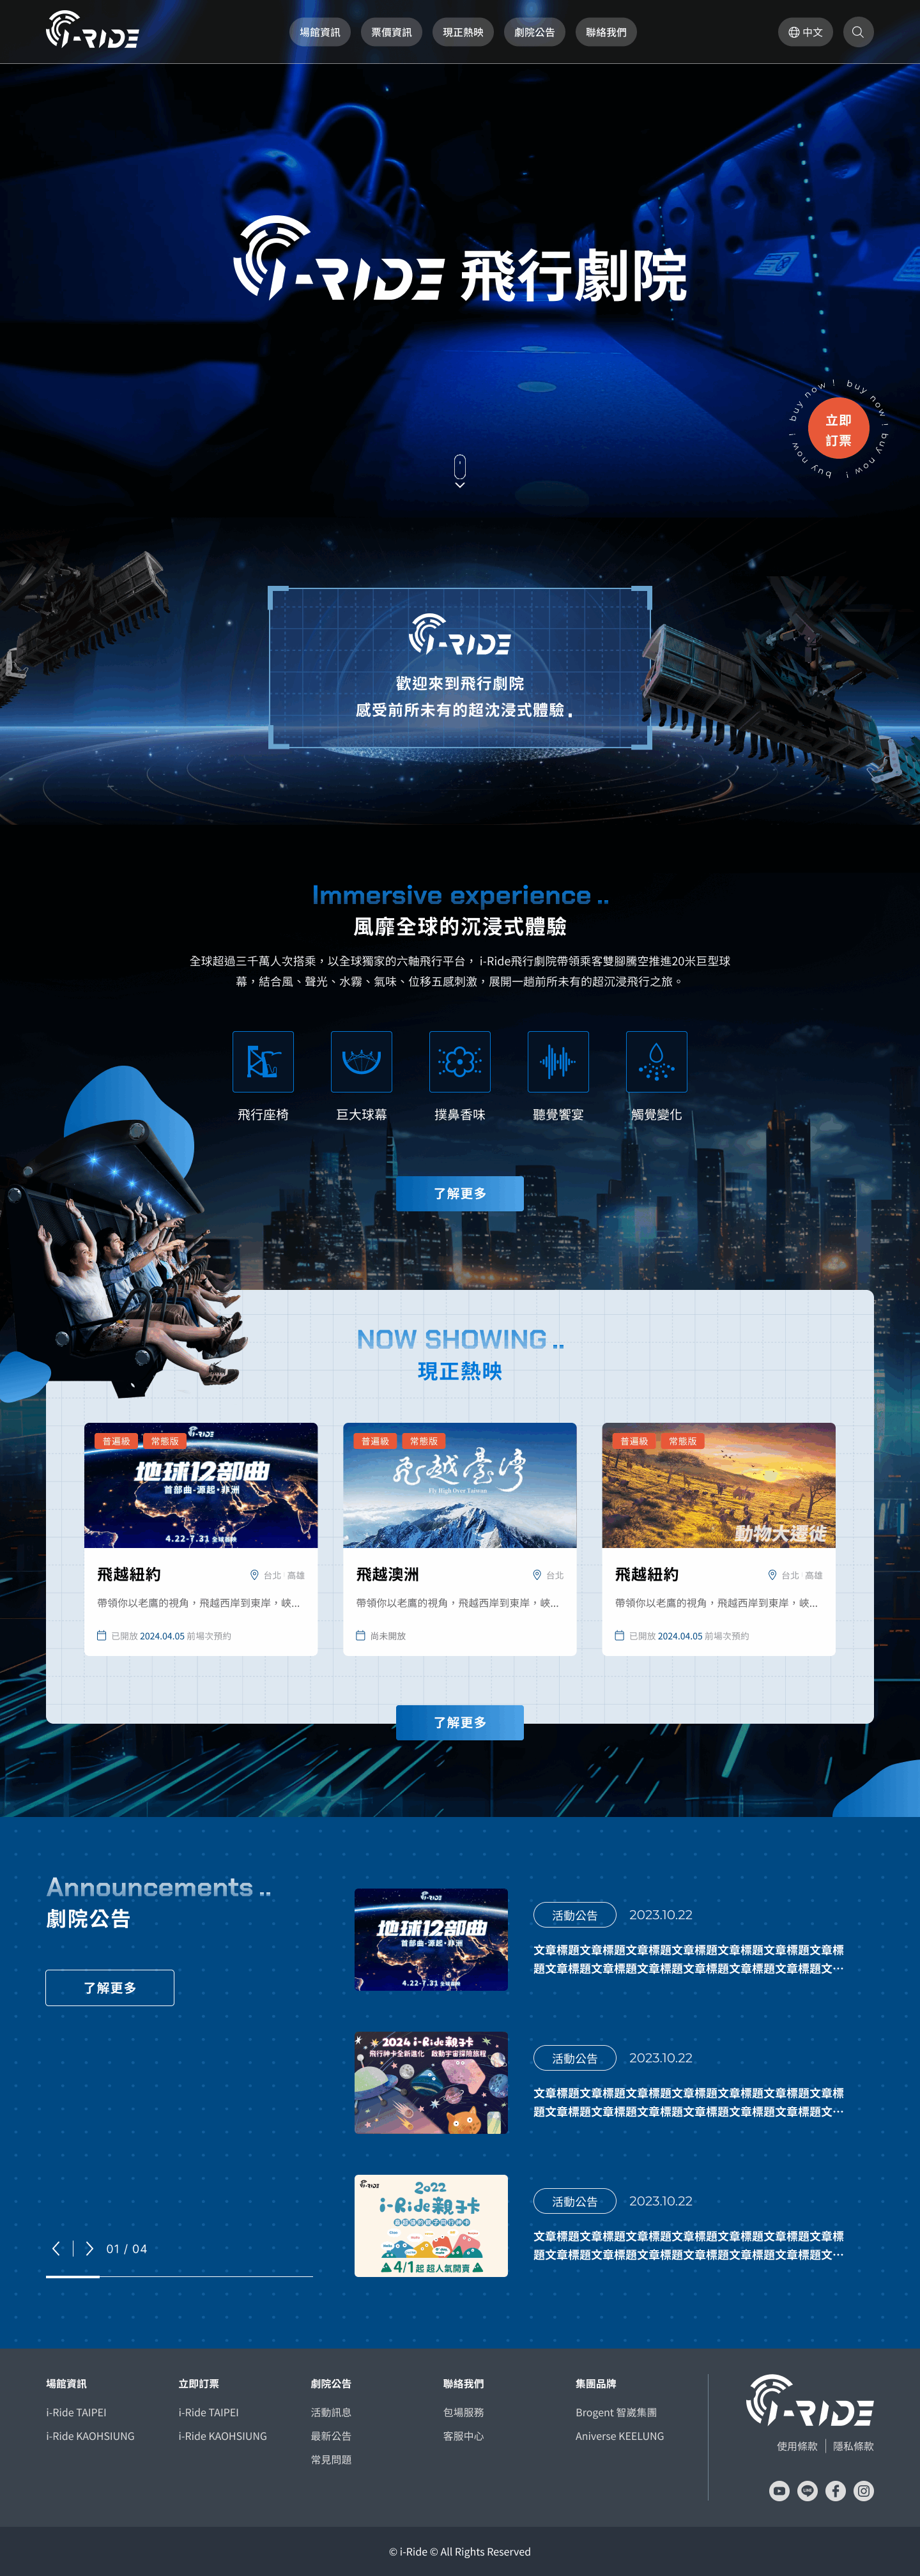 i-RIDE
場館資訊
票價資訊
現正熱映
劇院公告
聯絡我們
中文
i-RIDE 飛行劇院
buy now ! buy now ! buy now ! buy now !
立即
訂票
i-RIDE
歡迎來到飛行劇院
感受前所未有的超沈浸式體驗
Immersive experience ..
風靡全球的沉浸式體驗
全球超過三千萬人次搭乘，以全球獨家的六軸飛行平台， i-Ride飛行劇院帶領乘客雙腳騰空推進20米巨型球
幕，結合風、聲光、水霧、氣味、位移五感刺激，展開一趟前所未有的超沉浸飛行之旅。
飛行座椅
巨大球幕
撲鼻香味
聽覺饗宴
觸覺變化
了解更多
NOW SHOWING ..
現正熱映
普遍級
常態版
i-RIDE
地球12部曲
首部曲-源起·非洲
4.22-7.31 全球首映
飛越紐約
台北 高雄
帶領你以老鷹的視角，飛越西岸到東岸，峽...
已開放 2024.04.05 前場次預約
普遍級
常態版
飛越臺灣
Fly High Over Taiwan
飛越澳洲
台北
帶領你以老鷹的視角，飛越西岸到東岸，峽...
尚未開放
普遍級
常態版
動物大遷徙
飛越紐約
台北 高雄
帶領你以老鷹的視角，飛越西岸到東岸，峽...
已開放 2024.04.05 前場次預約
了解更多
Announcements ..
劇院公告
了解更多
01 / 04
i-RIDE
地球12部曲
首部曲-源起·非洲
4.22-7.31 全球首映
活動公告
2023.10.22
文章標題文章標題文章標題文章標題文章標題文章標題文章標
題文章標題文章標題文章標題文章標題文章標題文章標題文…
2024 i-Ride親子卡
飛行神卡全新進化 啟動宇宙探險旅程
活動公告
2023.10.22
文章標題文章標題文章標題文章標題文章標題文章標題文章標
題文章標題文章標題文章標題文章標題文章標題文章標題文…
i-RIDE
2022
i-Ride親子卡
4/1起 超人氣開賣
活動公告
2023.10.22
文章標題文章標題文章標題文章標題文章標題文章標題文章標
題文章標題文章標題文章標題文章標題文章標題文章標題文…
場館資訊
i-Ride TAIPEI
i-Ride KAOHSIUNG
立即訂票
i-Ride TAIPEI
i-Ride KAOHSIUNG
劇院公告
活動訊息
最新公告
常見問題
聯絡我們
包場服務
客服中心
集團品牌
Brogent 智崴集團
Aniverse KEELUNG
i-RIDE
使用條款
隱私條款
LINE
© i-Ride © All Rights Reserved